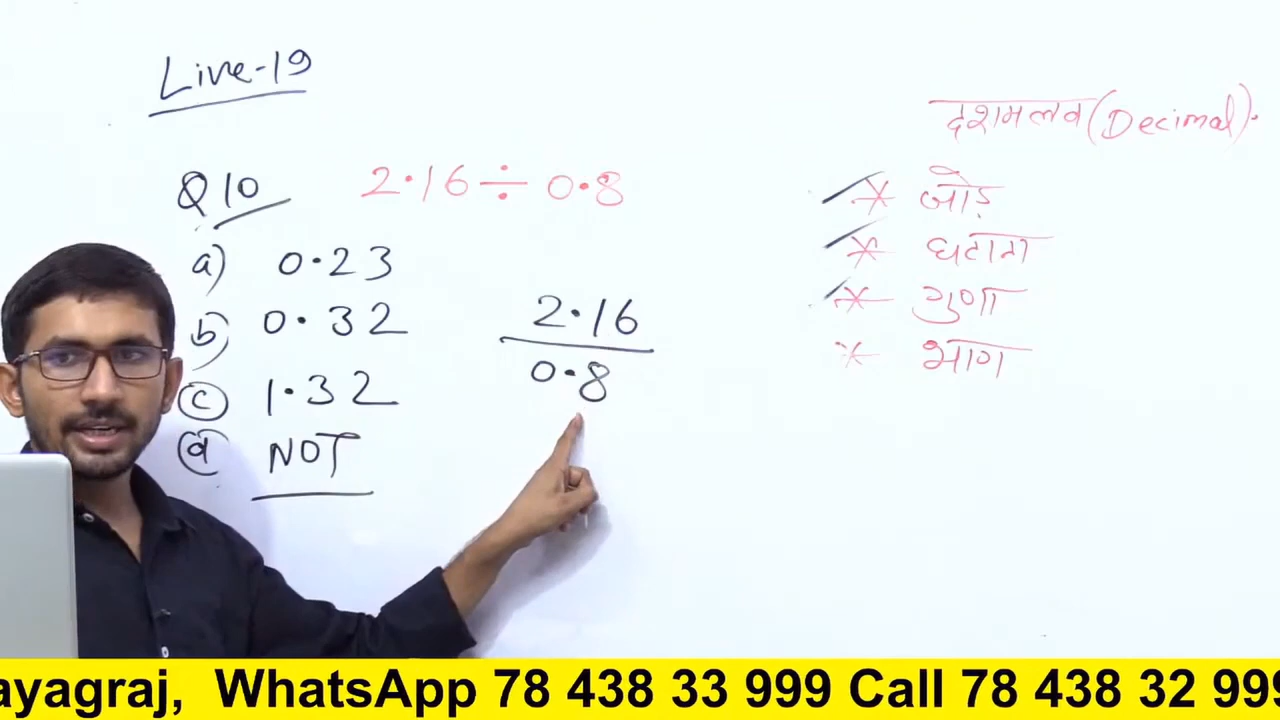 Live-19
दशमलव (Decimal).
Q10 2.16 ÷ 0.8
a) 0.23
b) 0.32
c) 1.32
d) NOT
2.16
0.8
* जोड़
* घटाना
* गुणा
* भाग
ayagraj, WhatsApp 78 438 33 999 Call 78 438 32 999